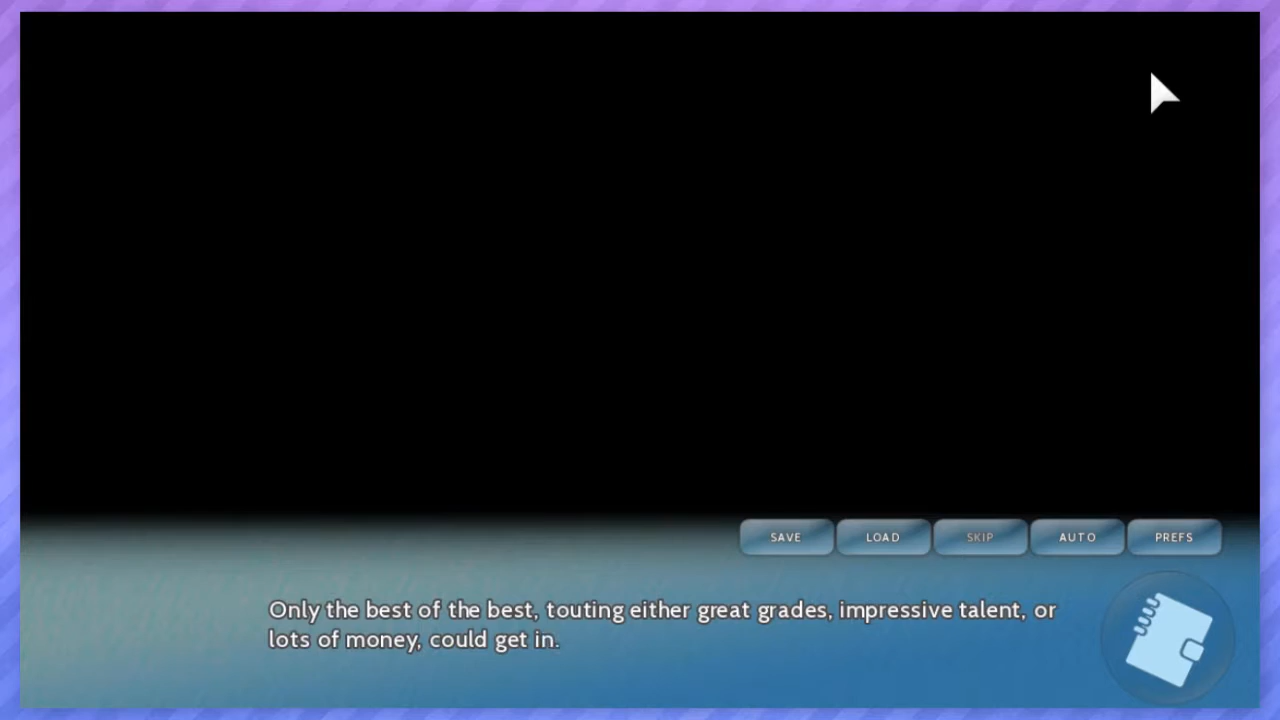 SAVE LOAD SKIP AUTO PREFS
Only the best of the best, touting either great grades, impressive talent, or
lots of money, could get in.